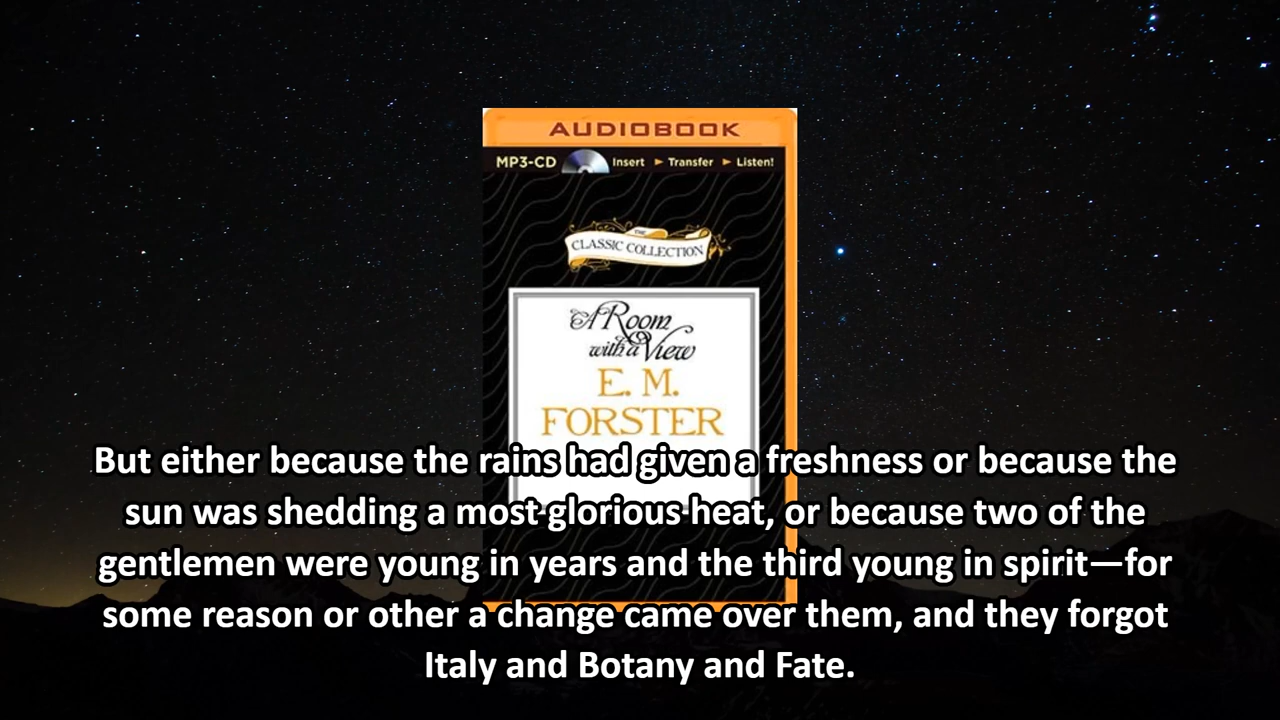 AUDIOBOOK
MP3-CD Insert ► Transfer ► Listen!
THE
CLASSIC COLLECTION
A Room
with a View
E. M.
FORSTER
But either because the rains had given a freshness or because the
sun was shedding a most glorious heat, or because two of the
gentlemen were young in years and the third young in spirit—for
some reason or other a change came over them, and they forgot
Italy and Botany and Fate.